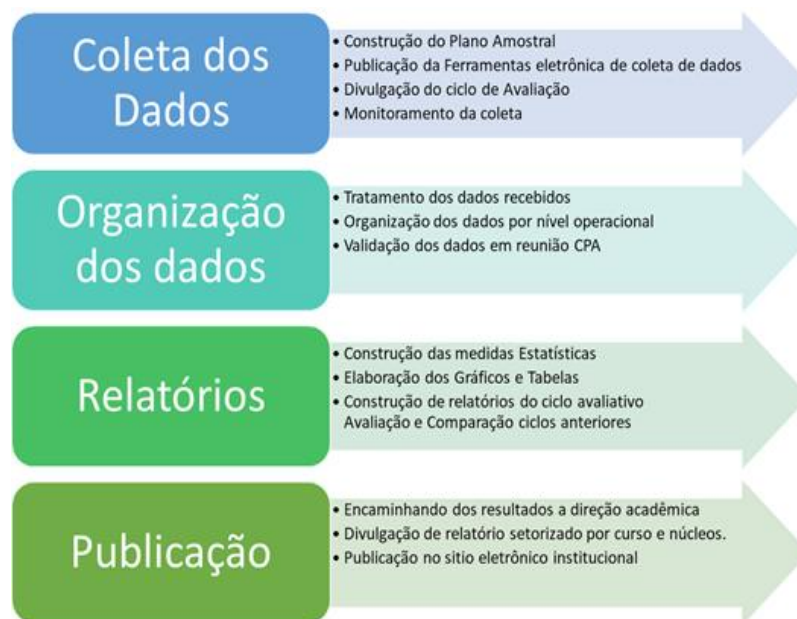 Coleta dos
Dados
• Construção do Plano Amostral
• Publicação da Ferramentas eletrônica de coleta de dados
• Divulgação do ciclo de Avaliação
• Monitoramento da coleta
Organização
dos dados
• Tratamento dos dados recebidos
• Organização dos dados por nível operacional
• Validação dos dados em reunião CPA
Relatórios
• Construção das medidas Estatísticas
• Elaboração dos Gráficos e Tabelas
• Construção de relatórios do ciclo avaliativo
Avaliação e Comparação ciclos anteriores
Publicação
• Encaminhando dos resultados a direção acadêmica
• Divulgação de relatório setorizado por curso e núcleos.
• Publicação no sitio eletrônico institucional